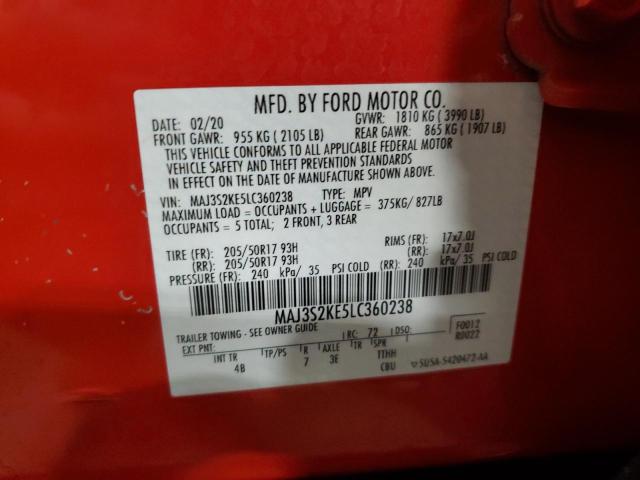 MFD. BY FORD MOTOR CO.
DATE: 02/20 GVWR: 1810 KG ( 3990 LB)
FRONT GAWR: 955 KG ( 2105 LB) REAR GAWR: 865 KG ( 1907 LB)
THIS VEHICLE CONFORMS TO ALL APPLICABLE FEDERAL MOTOR
VEHICLE SAFETY AND THEFT PREVENTION STANDARDS
IN EFFECT ON THE DATE OF MANUFACTURE SHOWN ABOVE.
VIN: MAJ3S2KE5LC360238 TYPE: MPV
MAXIMUM LOAD = OCCUPANTS + LUGGAGE = 375KG/ 827LB
OCCUPANTS = 5 TOTAL; 2 FRONT, 3 REAR
TIRE (FR): 205/50R17 93H RIMS (FR): 17x7.0J
(RR): 205/50R17 93H (RR): 17x7.0J
PRESSURE (FR): 240 kPa/ 35 PSI COLD (RR): 240 kPa/ 35 PSI COLD
MAJ3S2KE5LC360238
TRAILER TOWING - SEE OWNER GUIDE
EXT PNT: RC: 72 DSO: F0012
R0022
INT TR TP/PS R AXLE TR SPR
4B 7 3E TTHH
CBU 5U5A-5420472-AA